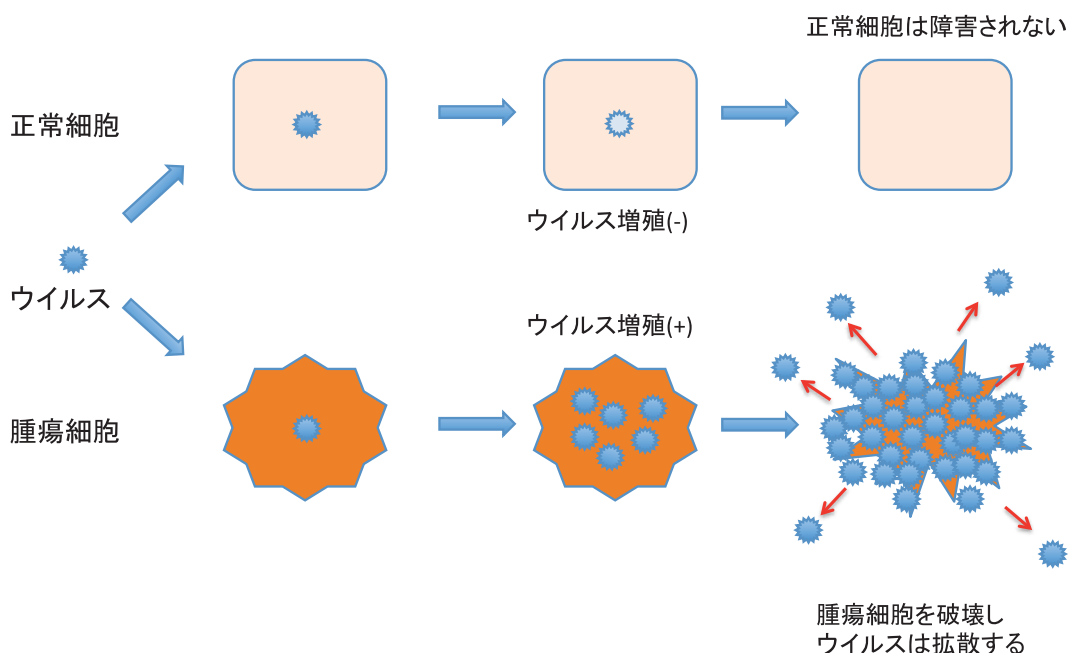 正常細胞は障害されない
正常細胞
ウイルス増殖(-)
ウイルス
ウイルス増殖(+)
腫瘍細胞
腫瘍細胞を破壊し
ウイルスは拡散する